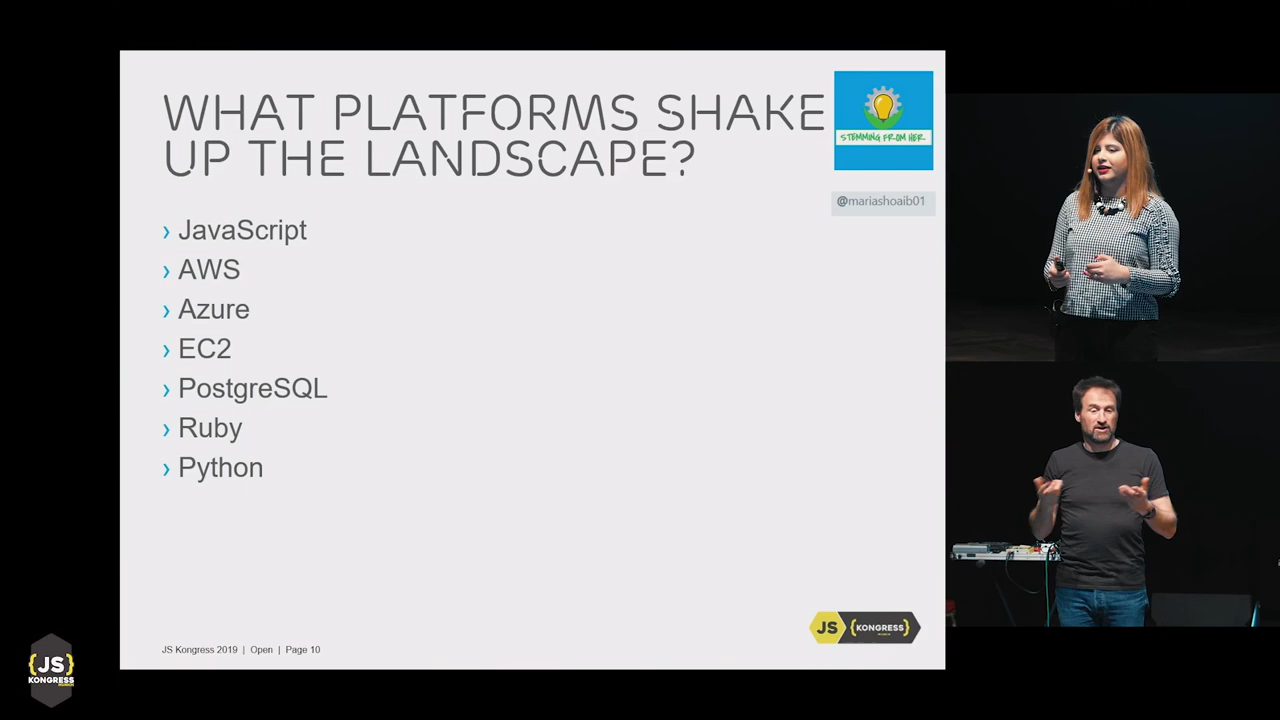 WHAT PLATFORMS SHAKE
UP THE LANDSCAPE?
STEMMING FROM HER
@mariashoaib01
› JavaScript
› AWS
› Azure
› EC2
› PostgreSQL
› Ruby
› Python
JS Kongress 2019 | Open | Page 10
JS {KONGRESS}
{JS}
KONGRESS